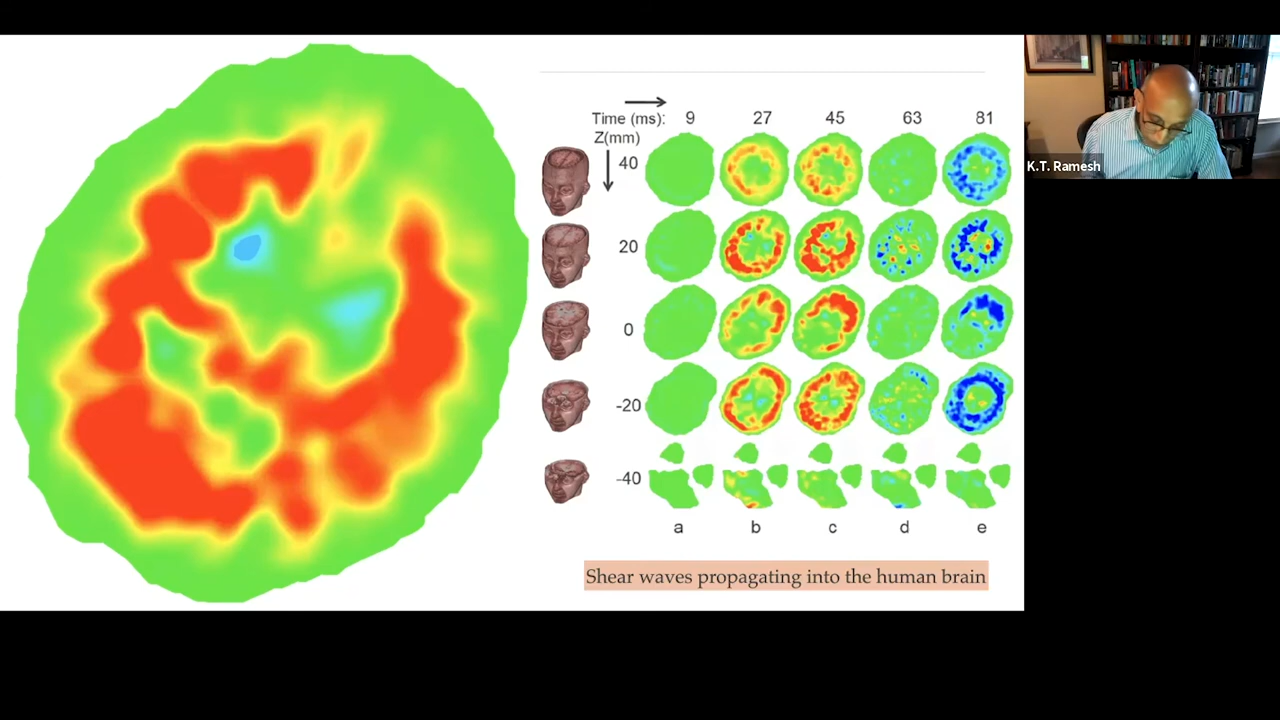 Time (ms): 9 27 45 63 81
Z(mm)
40
20
0
-20
-40
a b c d e
Shear waves propagating into the human brain
K.T. Ramesh